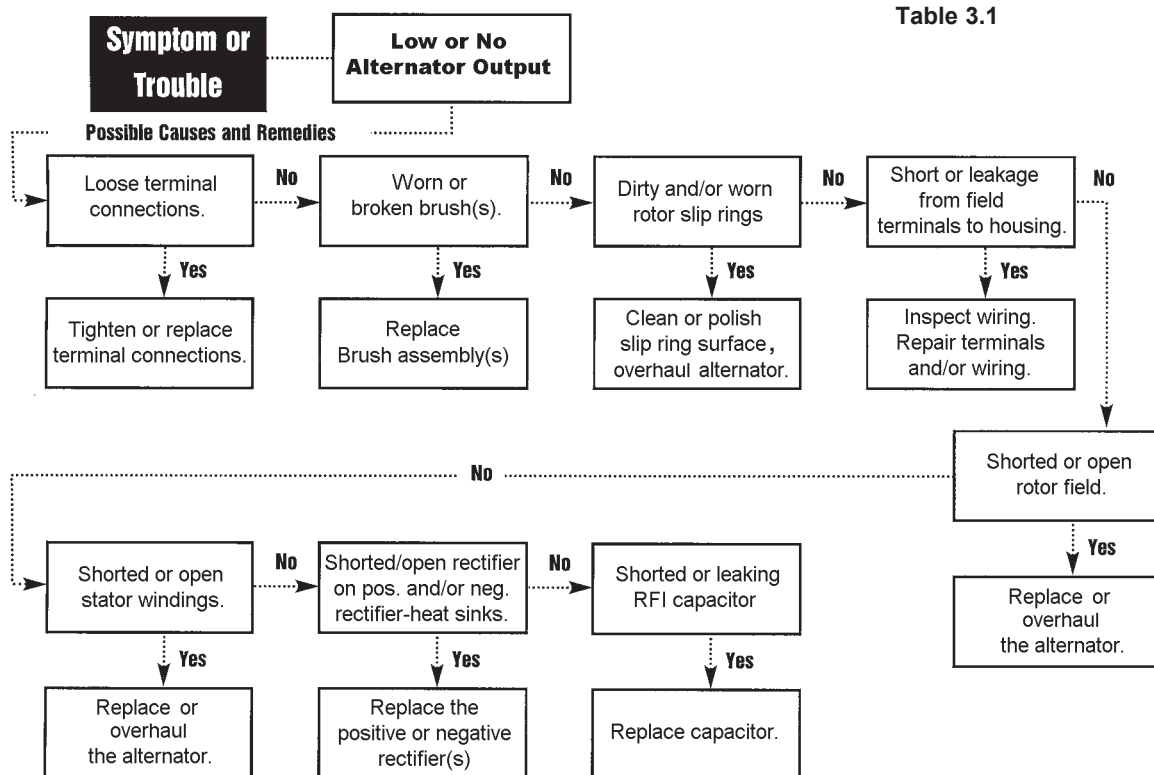 Table 3.1
Symptom or
Trouble
Low or No
Alternator Output
Possible Causes and Remedies
Loose terminal
connections.
No
Worn or
broken brush(s).
No
Dirty and/or worn
rotor slip rings
No
Short or leakage
from field
terminals to housing.
No
Yes
Yes
Yes
Yes
Tighten or replace
terminal connections.
Replace
Brush assembly(s)
Clean or polish
slip ring surface,
overhaul alternator.
Inspect wiring.
Repair terminals
and/or wiring.
Shorted or open
rotor field.
No
Yes
Replace or
overhaul
the alternator.
Shorted or open
stator windings.
No
Shorted/open rectifier
on pos. and/or neg.
rectifier-heat sinks.
No
Shorted or leaking
RFI capacitor
Yes
Yes
Yes
Replace or
overhaul
the alternator.
Replace the
positive or negative
rectifier(s)
Replace capacitor.